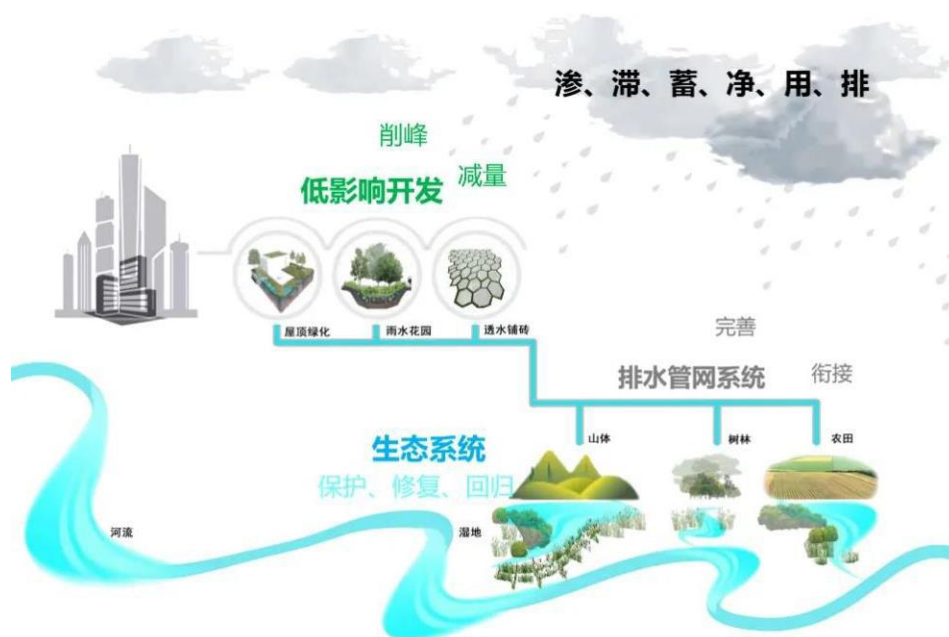 渗、滞、蓄、净、用、排
削峰
减量
低影响开发
屋顶绿化
雨水花园
透水铺砖
完善
排水管网系统
衔接
山体
树林
农田
生态系统
保护、修复、回归
河流
湿地